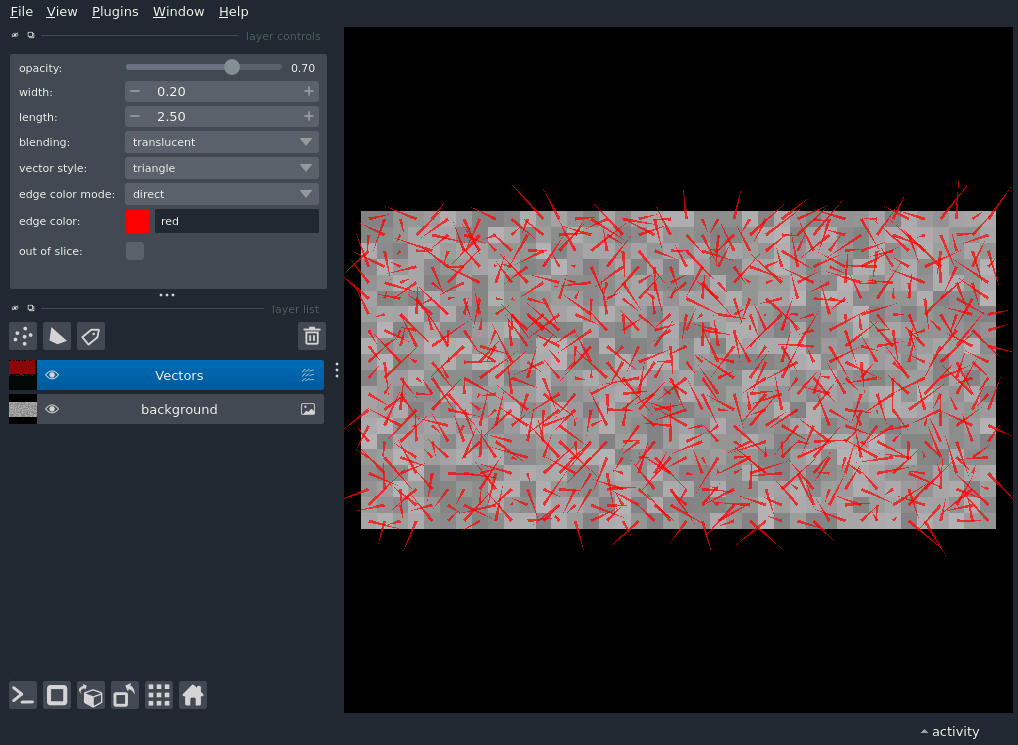 File View Plugins Window Help
layer controls
opacity: 0.70
width: − 0.20 +
length: − 2.50 +
blending: translucent
vector style: triangle
edge color mode: direct
edge color: red
out of slice:
layer list
Vectors
background
activity